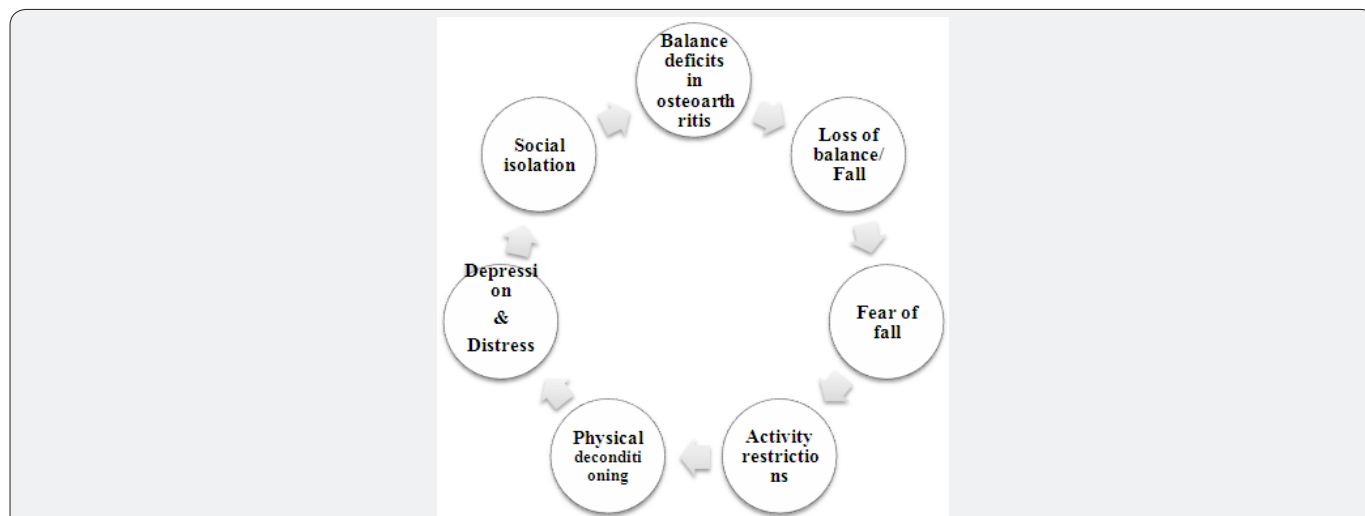 Balance
deficits
in
osteoarth
ritis
Loss of
balance/
Fall
Fear of
fall
Activity
restrictio
ns
Physical
deconditi
oning
Depressi
on
&
Distress
Social
isolation